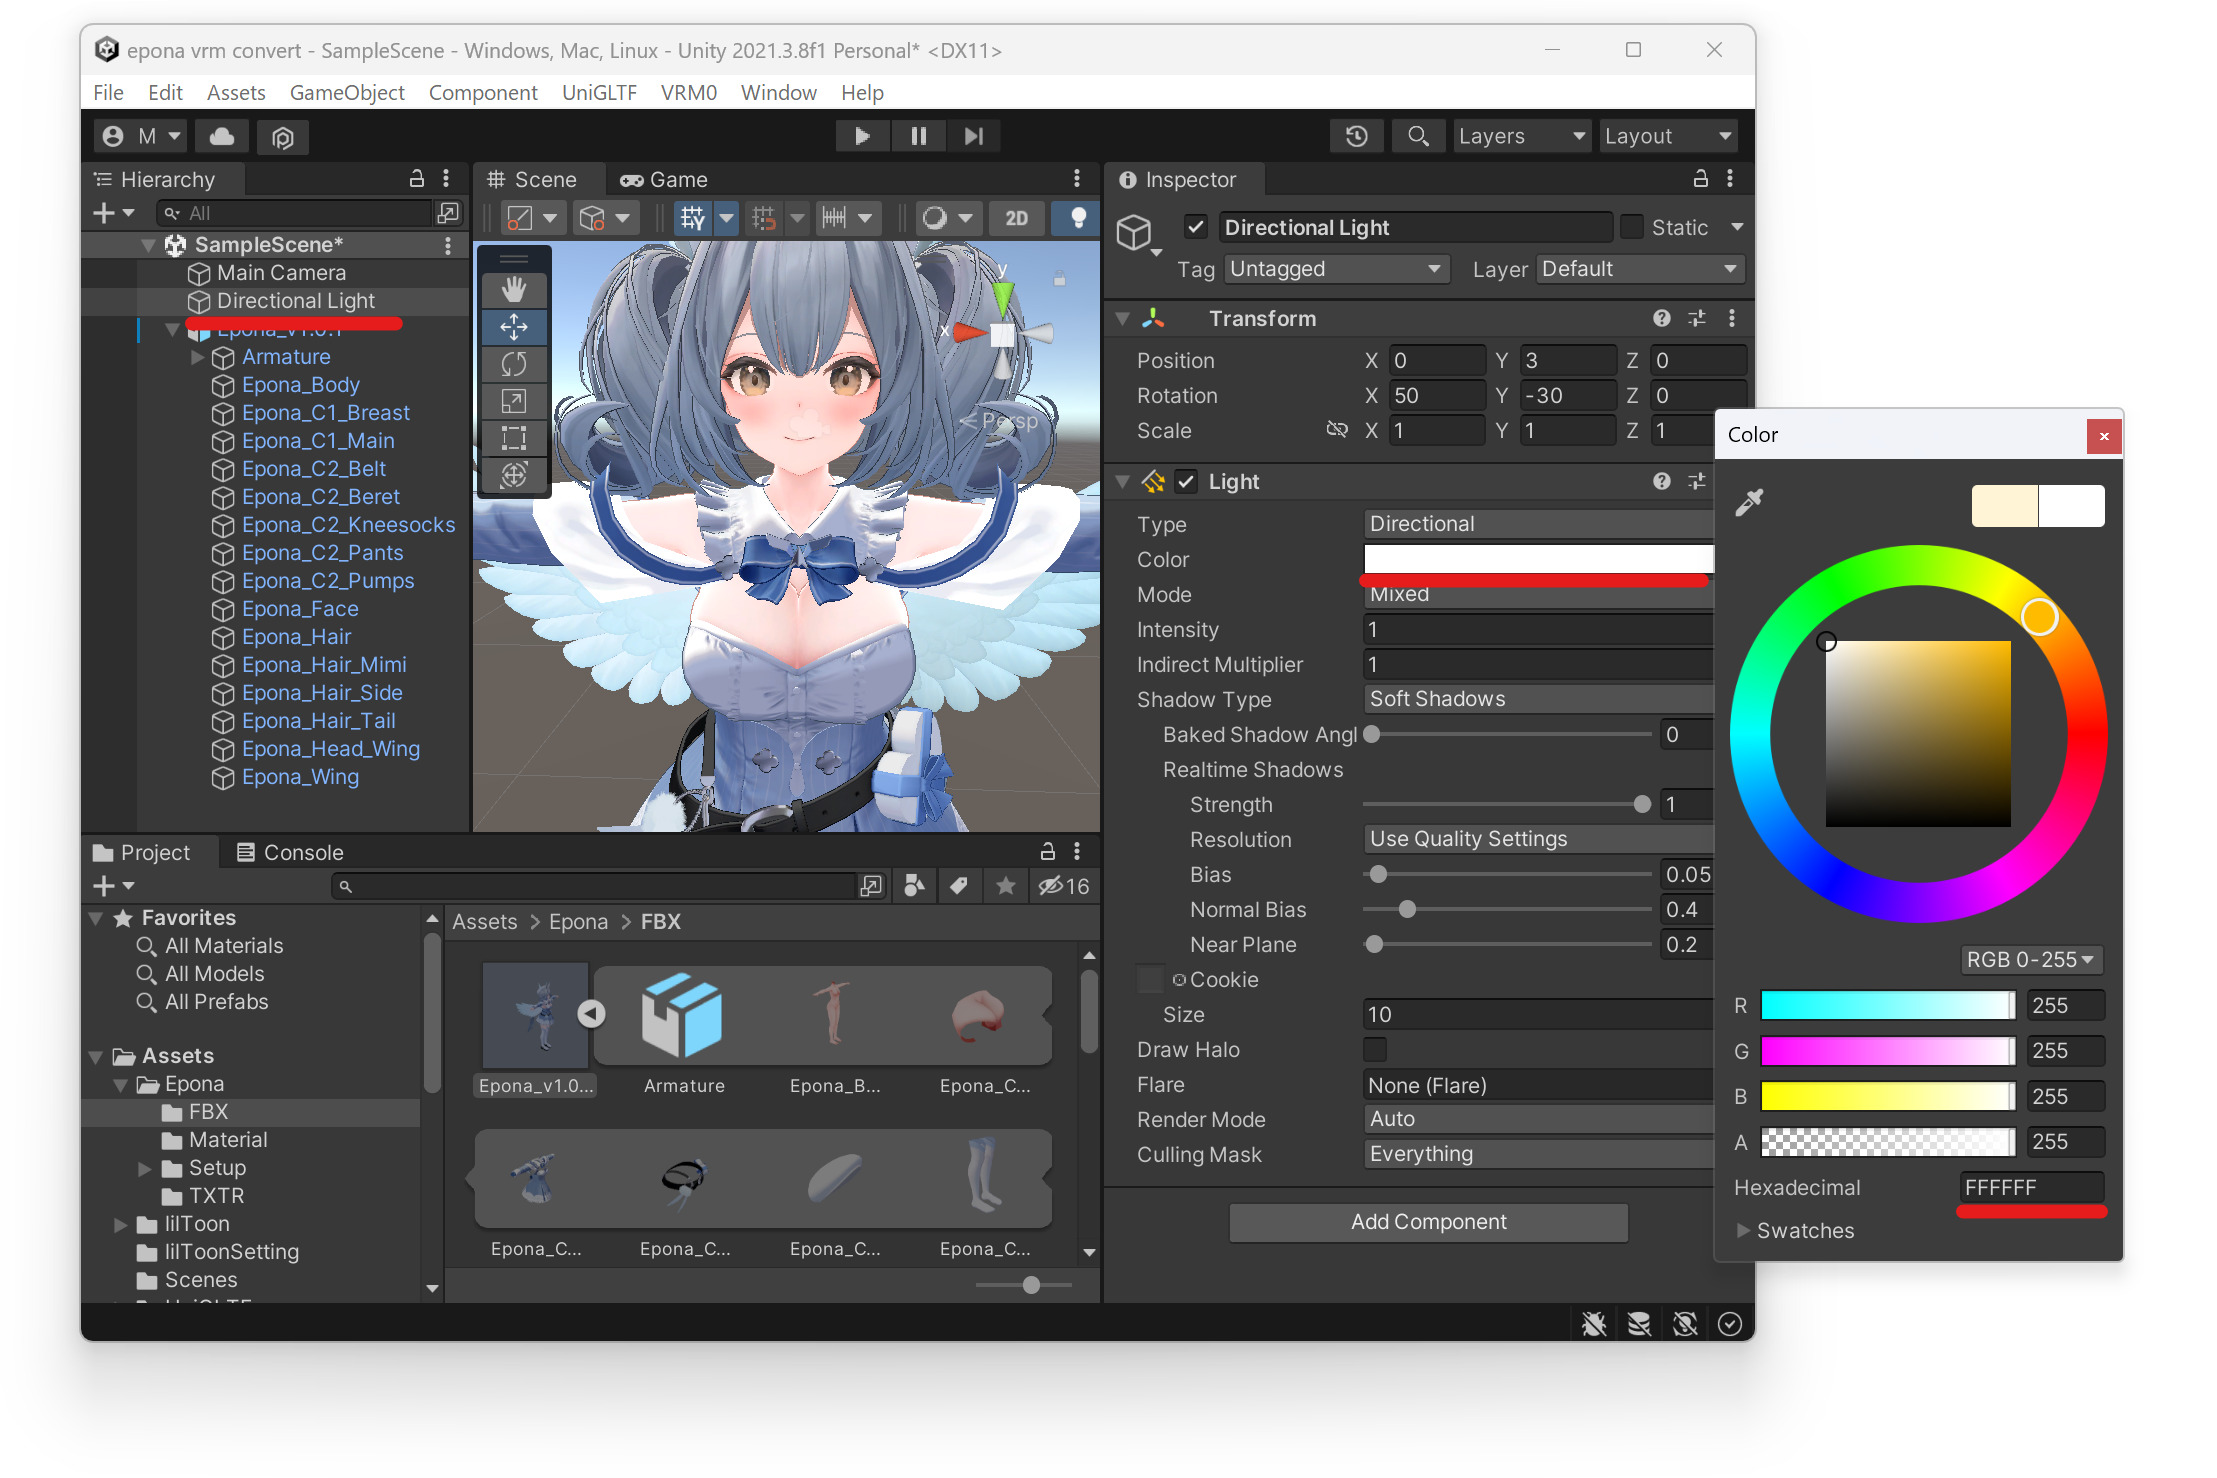 epona vrm convert - SampleScene - Windows, Mac, Linux - Unity 2021.3.8f1 Personal* <DX11>
File Edit Assets GameObject Component UniGLTF VRM0 Window Help
M Layers Layout
Hierarchy
All
SampleScene*
Main Camera
Directional Light
Epona_v1.0.1
Armature
Epona_Body
Epona_C1_Breast
Epona_C1_Main
Epona_C2_Belt
Epona_C2_Beret
Epona_C2_Kneesocks
Epona_C2_Pants
Epona_C2_Pumps
Epona_Face
Epona_Hair
Epona_Hair_Mimi
Epona_Hair_Side
Epona_Hair_Tail
Epona_Head_Wing
Epona_Wing
Scene Game
2D
y
x
Persp
Inspector
Directional Light Static
Tag Untagged Layer Default
Transform
Position X 0 Y 3 Z 0
Rotation X 50 Y -30 Z 0
Scale X 1 Y 1 Z 1
Light
Type Directional
Color
Mode Mixed
Intensity 1
Indirect Multiplier 1
Shadow Type Soft Shadows
Baked Shadow Angl 0
Realtime Shadows
Strength 1
Resolution Use Quality Settings
Bias 0.05
Normal Bias 0.4
Near Plane 0.2
Cookie
Size 10
Draw Halo
Flare None (Flare)
Render Mode Auto
Culling Mask Everything
Add Component
Color
RGB 0-255
R 255
G 255
B 255
A 255
Hexadecimal FFFFFF
Swatches
Project Console
16
Favorites
All Materials
All Models
All Prefabs
Assets
Epona
FBX
Material
Setup
TXTR
lilToon
lilToonSetting
Scenes
UniGLTF
Assets > Epona > FBX
Epona_v1.0... Armature Epona_B... Epona_C...
Epona_C... Epona_C... Epona_C... Epona_C...